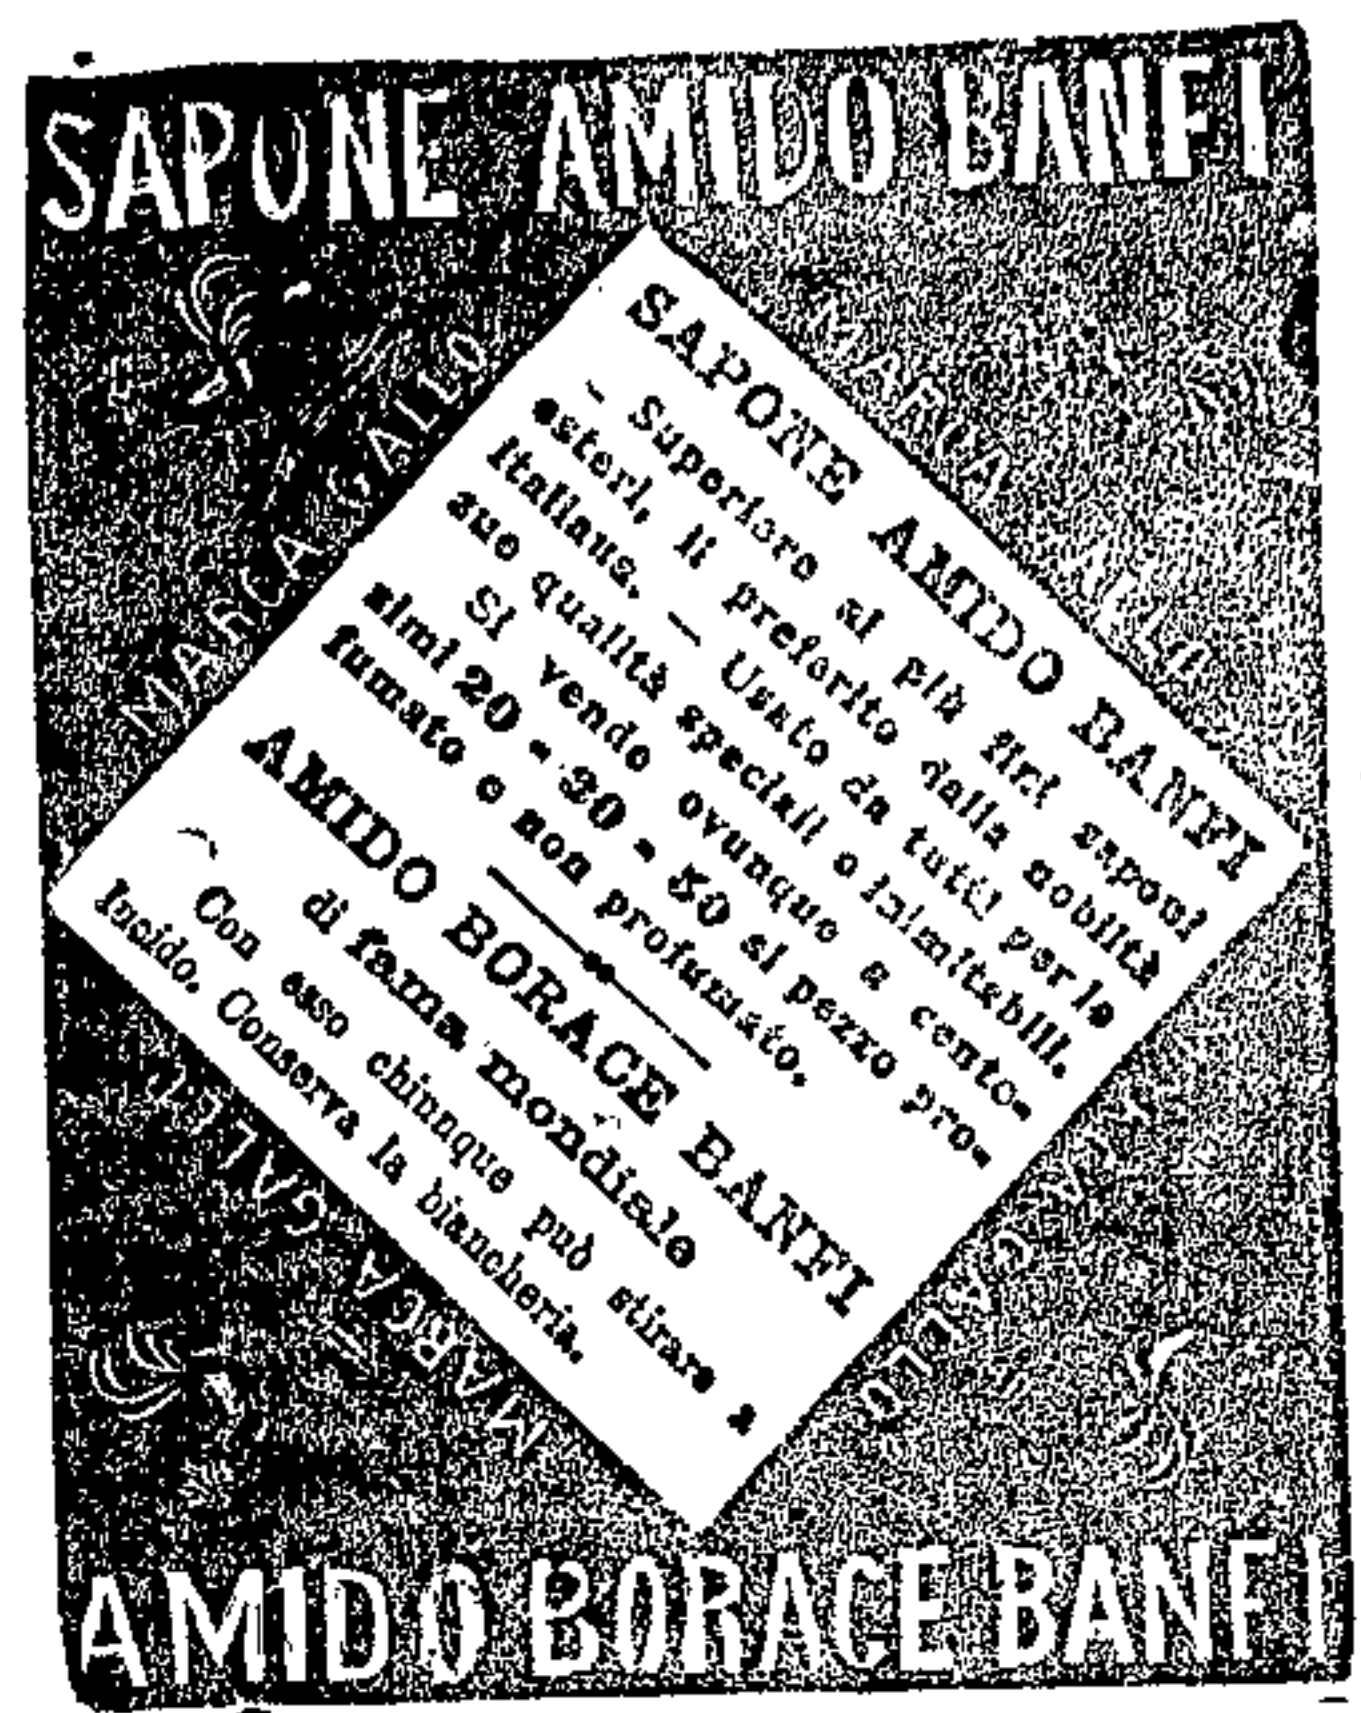 SAPONE AMIDO BANFI
MARCA GALLO
MARCA GALLO
SAPONE AMIDO BANFI
- Superiore ai più fini saponi
esteri, il preferito dalla nobiltà
italiana. — Usato da tutti per le
sue qualità speciali e inimitabili.
Si vende ovunque a cente-
simi 20 - 30 - 50 al pezzo pro-
fumato e non profumato.
AMIDO BORACE BANFI
di fama mondiale
Con esso chiunque può stirare a
lucido. Conserva la biancheria.
MARCA GALLO
MARCA GALLO
AMIDO BORACE BANFI